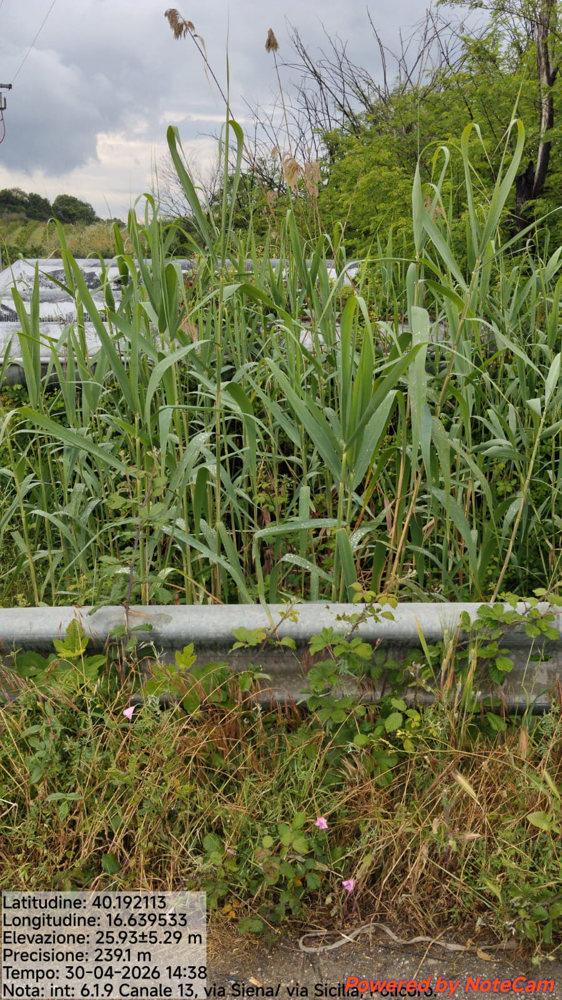 Latitudine: 40.192113
Longitudine: 16.639533
Elevazione: 25.93±5.29 m
Precisione: 239.1 m
Tempo: 30-04-2026 14:38
Nota: int: 6.1.9 Canale 13, via Siena/ via Sicilia, Policoro.
Powered by NoteCam